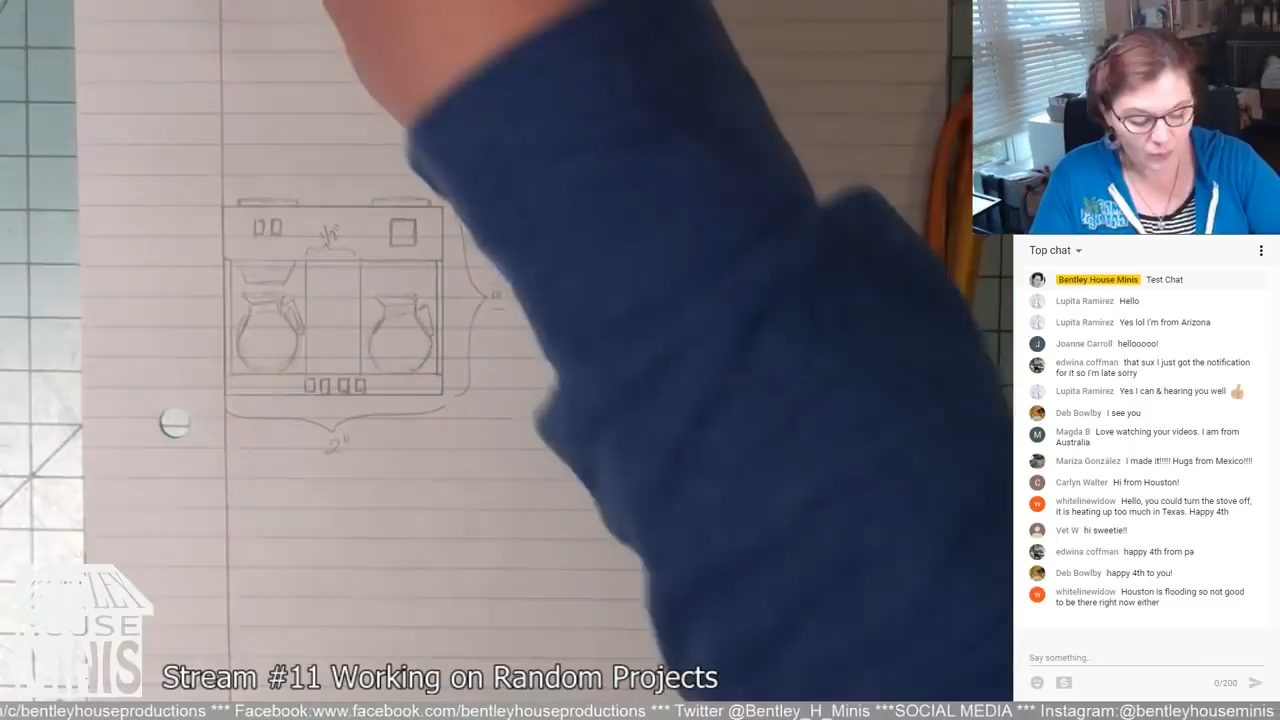 1/2"
2"
HOUSE
MINIS
Stream #11 Working on Random Projects
/c/bentleyhouseproductions *** Facebook www.facebook.com/bentleyhouseproductions *** Twitter @Bentley_H_Minis ***SOCIAL MEDIA *** Instagram:@bentleyhouseminis
Top chat
Bentley House Minis Test Chat
Lupita Ramirez Hello
Lupita Ramirez Yes lol I'm from Arizona
J
Joanne Carroll hellooooo!
edwina coffman that sux I just got the notification
for it so I'm late sorry
Lupita Ramirez Yes I can & hearing you well 👍
Deb Bowlby I see you
M
Magda B Love watching your videos. I am from
Australia
Mariza González I made it!!!!! Hugs from Mexico!!!!
C
Carlyn Walter Hi from Houston!
w
whitelinewidow Hello, you could turn the stove off,
it is heating up too much in Texas. Happy 4th
Vet W hi sweetie!!
edwina coffman happy 4th from pa
Deb Bowlby happy 4th to you!
w
whitelinewidow Houston is flooding so not good
to be there right now either
Say something..
0/200